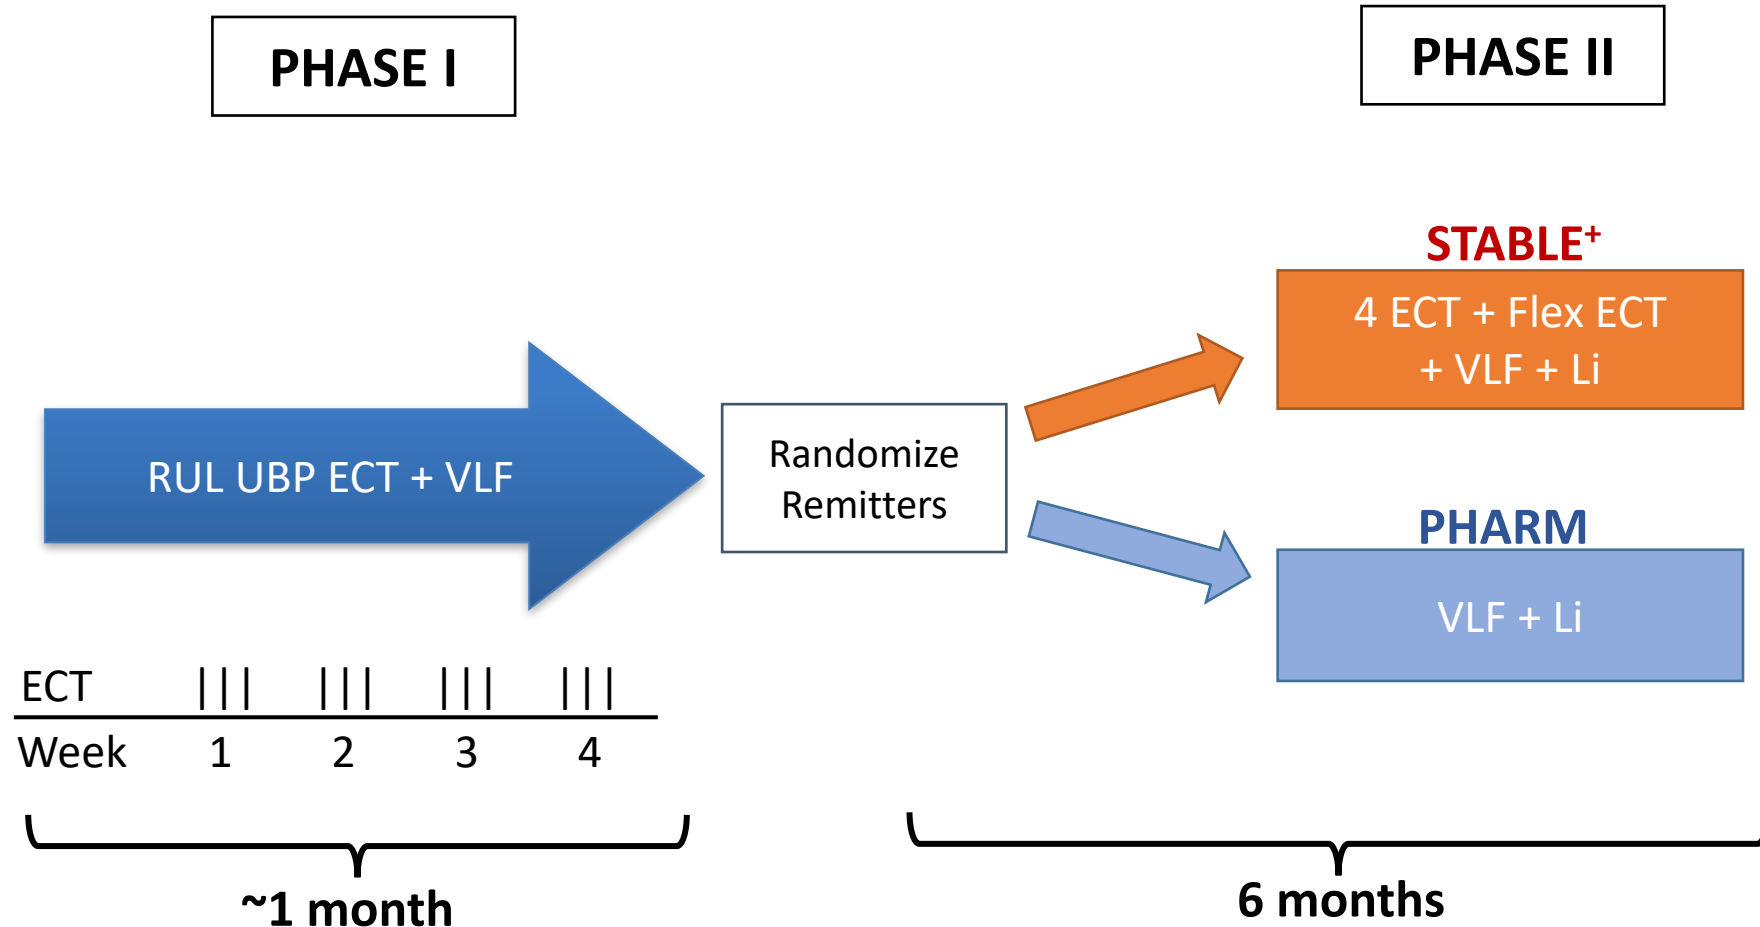 PHASE I
PHASE II
RUL UBP ECT + VLF
Randomize
Remitters
STABLE⁺
4 ECT + Flex ECT
+ VLF + Li
PHARM
VLF + Li
ECT ||| ||| ||| |||
Week 1 2 3 4
~1 month
6 months